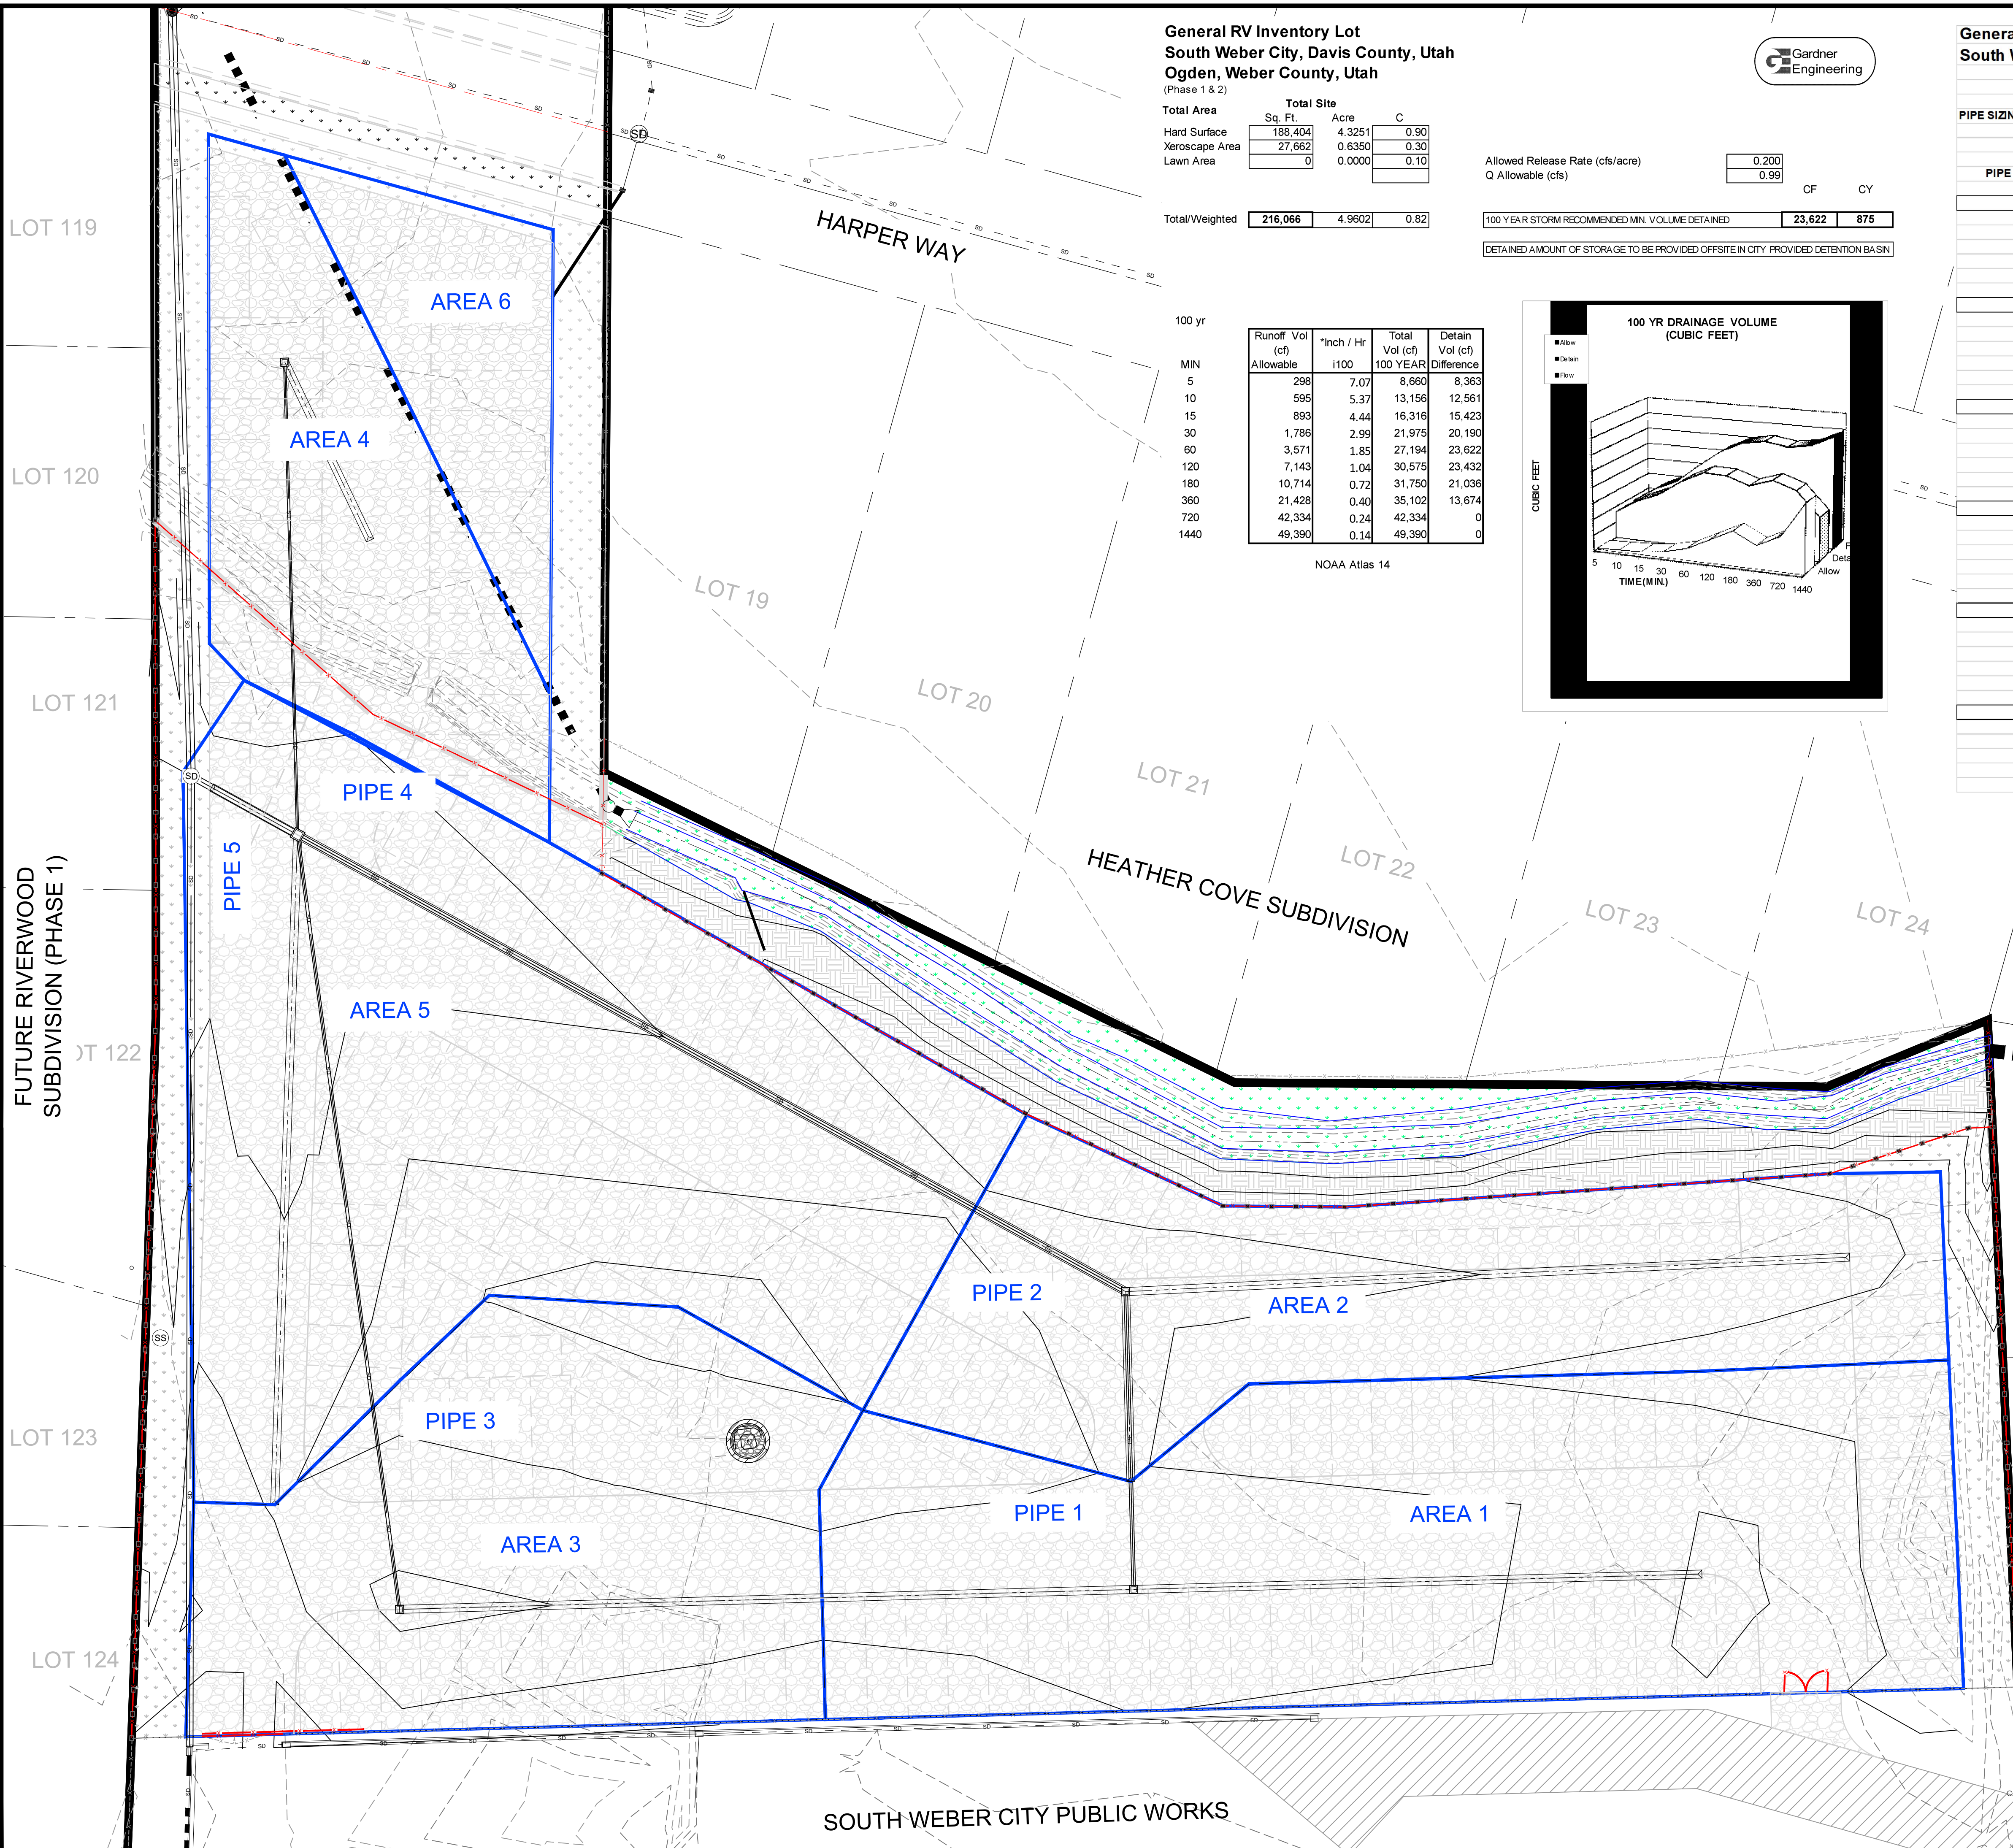 General RV Inventory Lot
South Weber City, Davis County, Utah
Ogden, Weber County, Utah
(Phase 1 & 2)
Gardner
Engineering
Total Site
Total Area Sq. Ft. Acre C
Hard Surface 188,404 4.3251 0.90
Xeroscape Area 27,662 0.6350 0.30
Lawn Area 0 0.0000 0.10
Total/Weighted 216,066 4.9602 0.82
Allowed Release Rate (cfs/acre) 0.200
Q Allowable (cfs) 0.99
CF CY
100 YEAR STORM RECOMMENDED MIN. VOLUME DETAINED 23,622 875
DETAINED AMOUNT OF STORAGE TO BE PROVIDED OFFSITE IN CITY PROVIDED DETENTION BASIN
100 yr
Runoff Vol *Inch / Hr Total Detain
(cf) Vol (cf) Vol (cf)
MIN Allowable i100 100 YEAR Difference
5 298 7.07 8,660 8,363
10 595 5.37 13,156 12,561
15 893 4.44 16,316 15,423
30 1,786 2.99 21,975 20,190
60 3,571 1.85 27,194 23,622
120 7,143 1.04 30,575 23,432
180 10,714 0.72 31,750 21,036
360 21,428 0.40 35,102 13,674
720 42,334 0.24 42,334 0
1440 49,390 0.14 49,390 0
NOAA Atlas 14
100 YR DRAINAGE VOLUME
(CUBIC FEET)
Allow
Detain
Flow
CUBIC FEET
5 10 15 30 60 120 180 360 720 1440
TIME(MIN.)
F
Deta
Allow
Genera
South W
PIPE SIZIN
PIPE
HARPER WAY
LOT 119
LOT 120
LOT 121
OT 122
LOT 123
LOT 124
FUTURE RIVERWOOD
SUBDIVISION (PHASE 1)
AREA 6
AREA 4
LOT 19
LOT 20
LOT 21
LOT 22
LOT 23
LOT 24
HEATHER COVE SUBDIVISION
PIPE 4
PIPE 5
AREA 5
PIPE 2
AREA 2
PIPE 3
PIPE 1
AREA 1
AREA 3
SD
SD
SS
SOUTH WEBER CITY PUBLIC WORKS